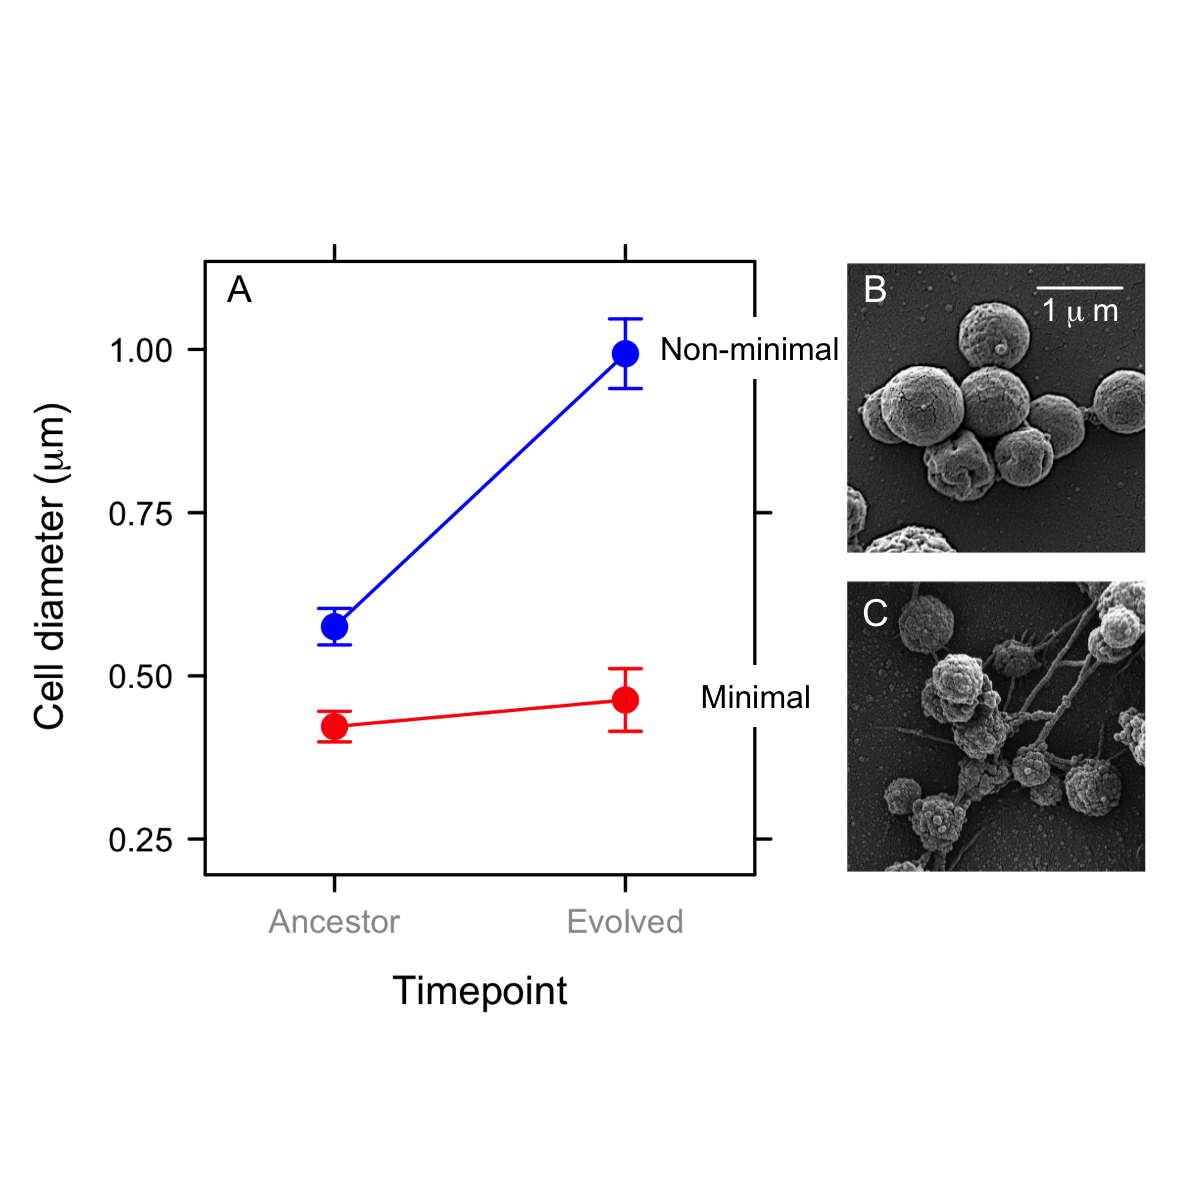 A
1.00
0.75
0.50
0.25
Cell diameter (μm)
Non-minimal
Minimal
Ancestor
Evolved
Timepoint
B
1 μ m
C